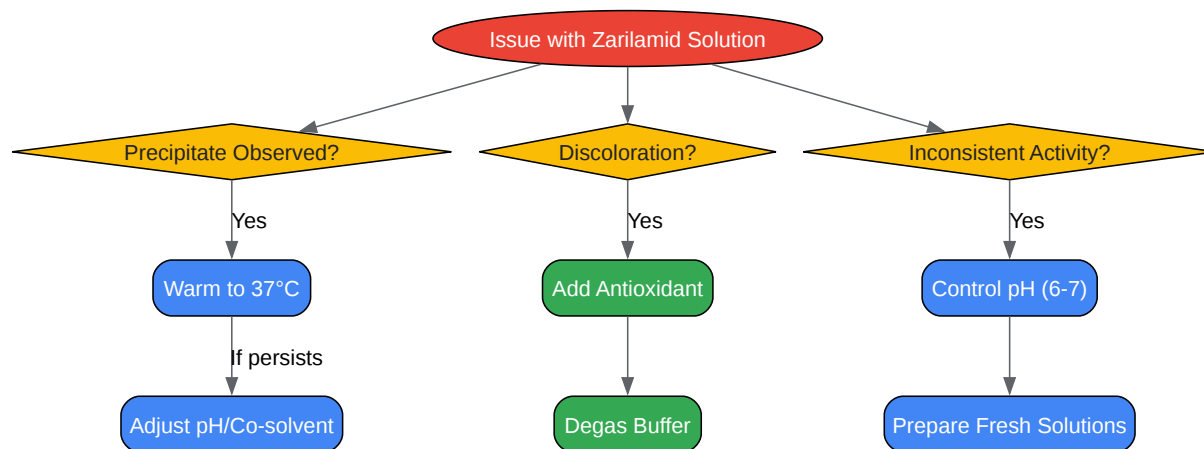 Issue with Zarilamid Solution
Precipitate Observed?
Discoloration?
Inconsistent Activity?
Yes
Yes
Yes
Warm to 37°C
Add Antioxidant
Control pH (6-7)
If persists
Adjust pH/Co-solvent
Degas Buffer
Prepare Fresh Solutions